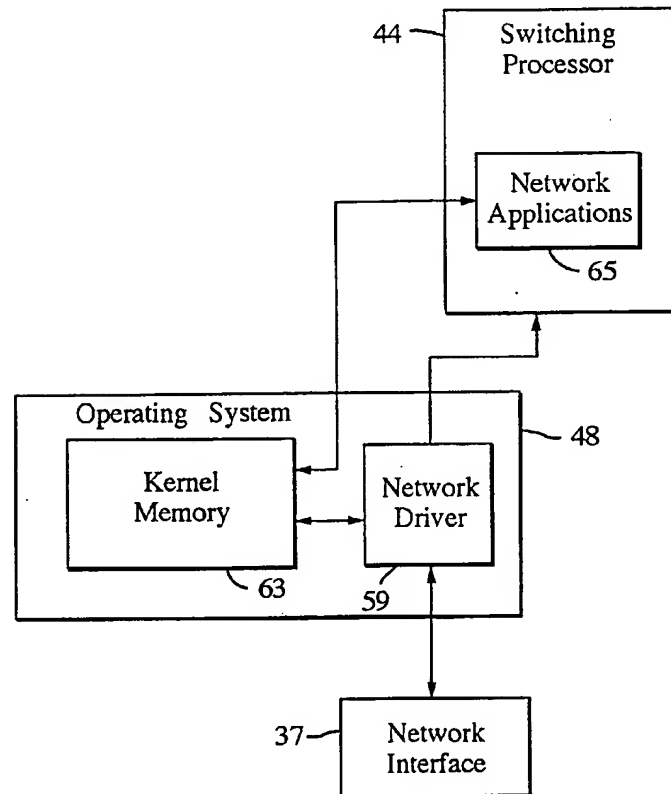 44
Switching
Processor
Network
Applications
65
Operating System
48
Kernel
Memory
63
Network
Driver
59
37
Network
Interface